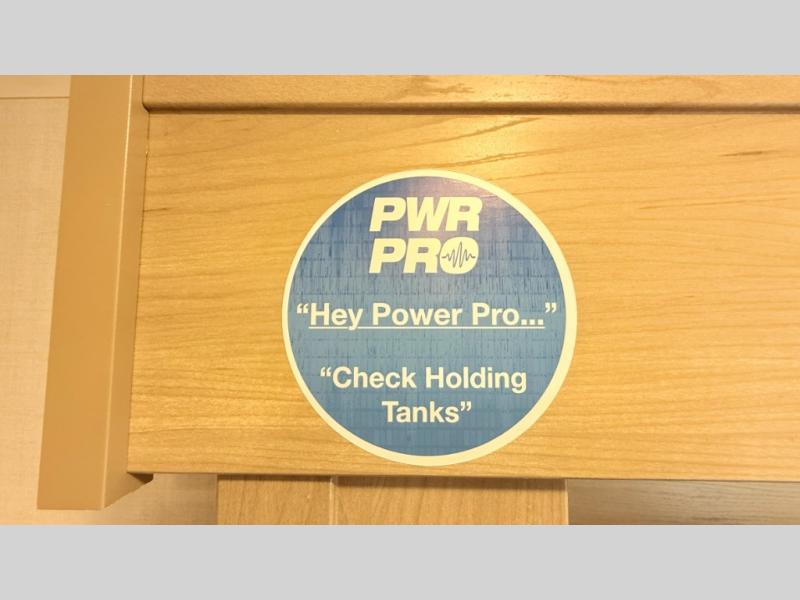 PWR
PRO
“Hey Power Pro...”
“Check Holding
Tanks”